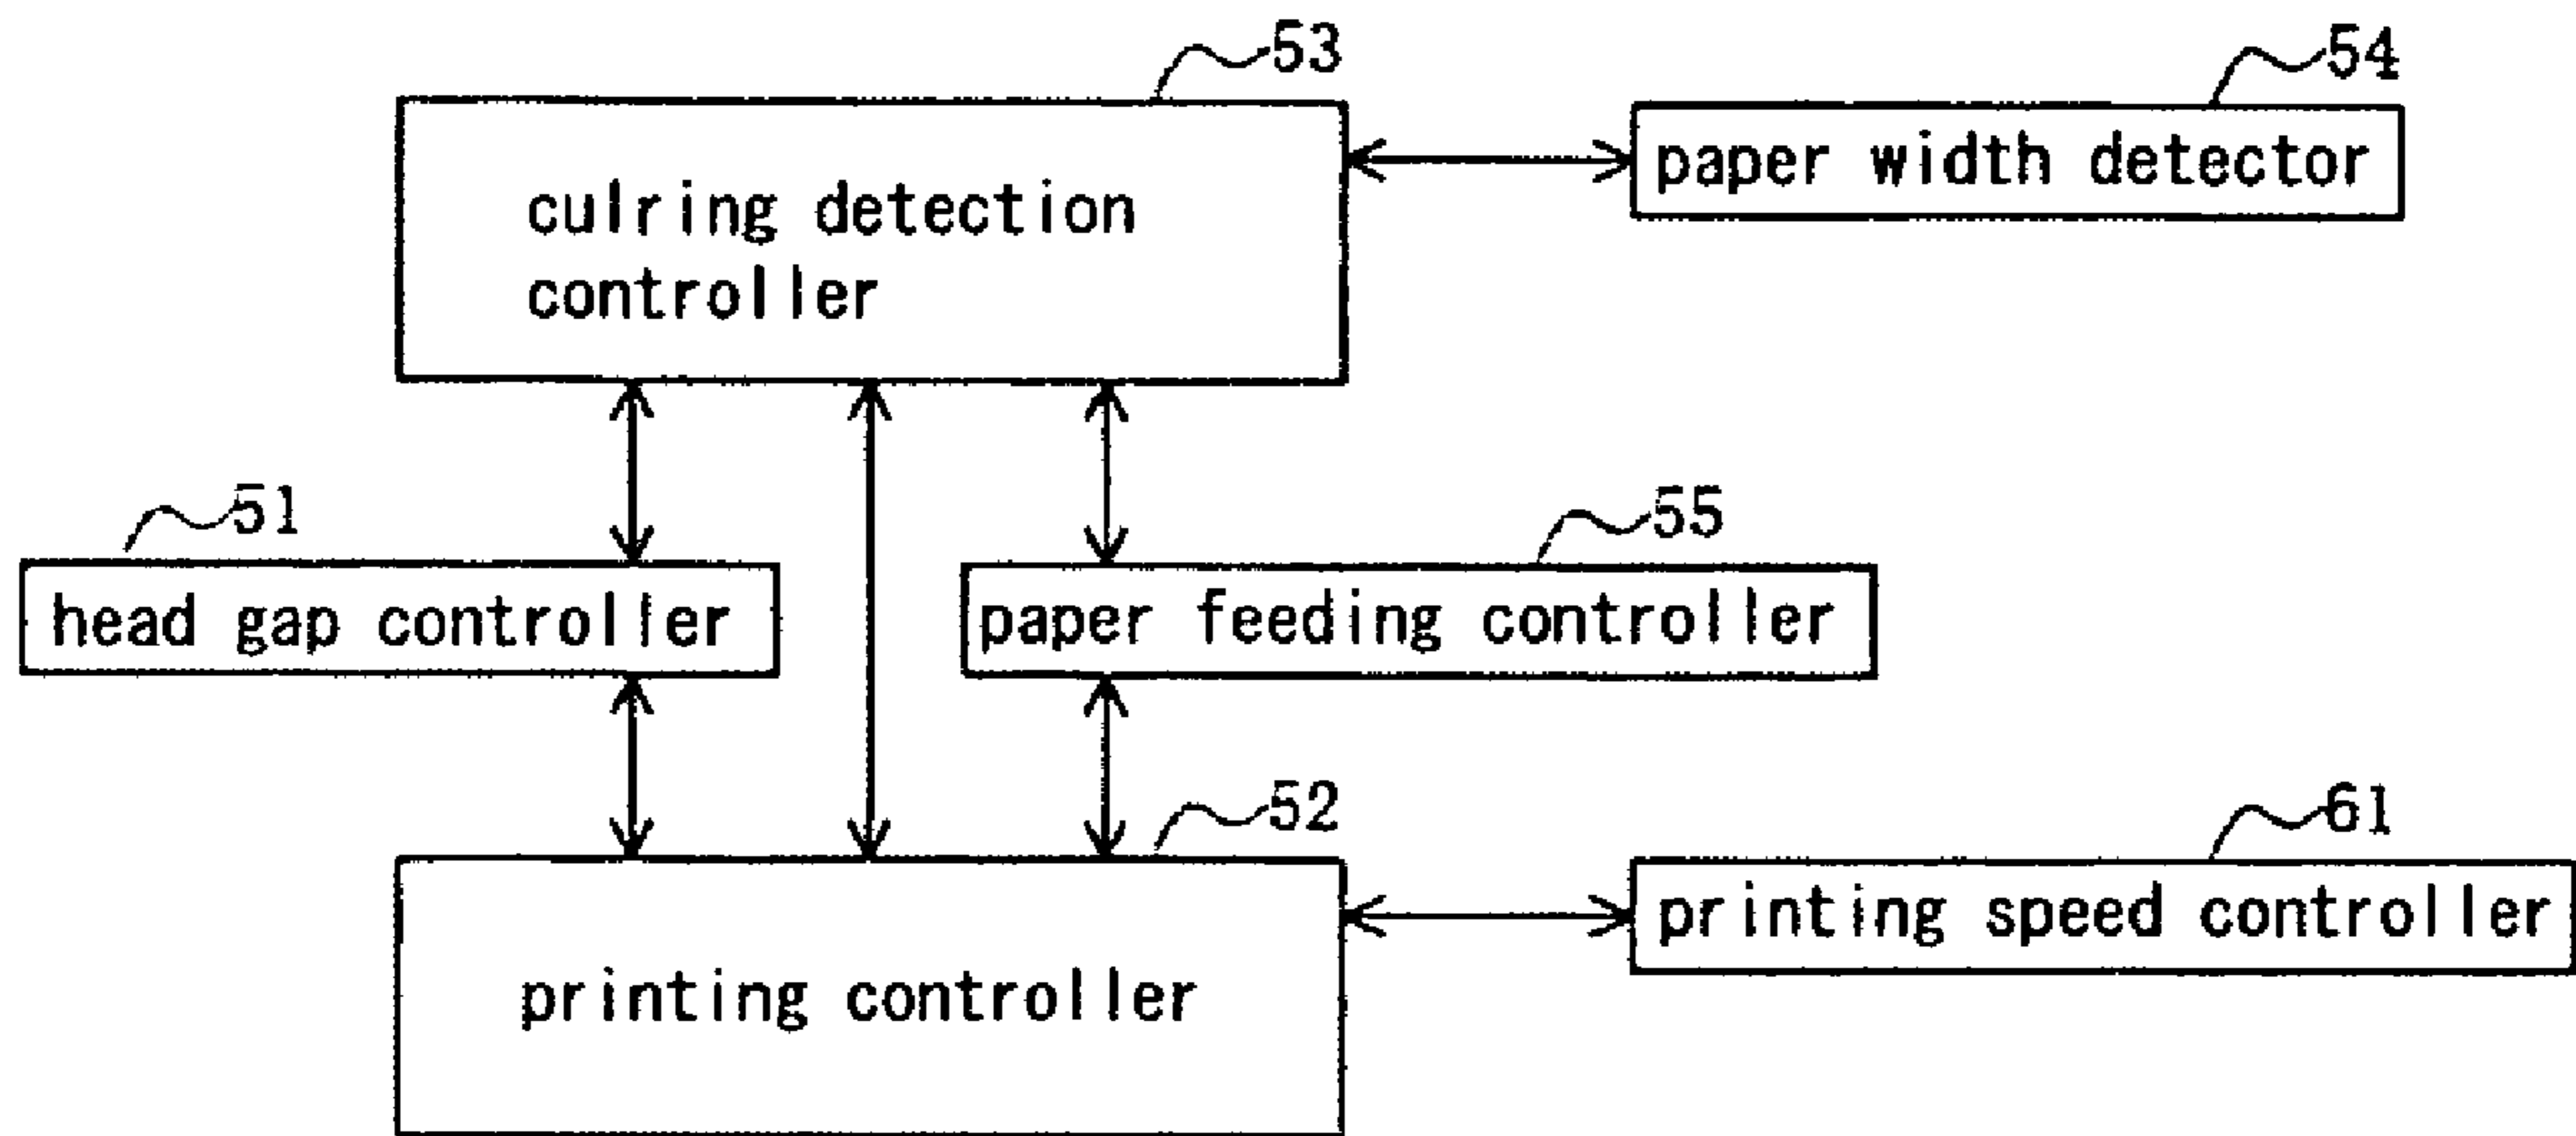 53
54
culring detection
controller
paper width detector
51
55
head gap controller
paper feeding controller
52
61
printing controller
printing speed controller